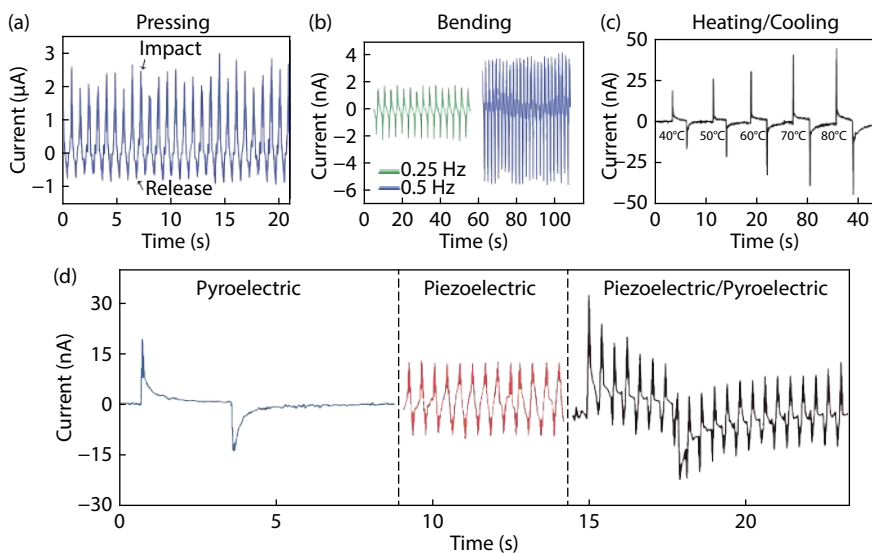 (a)
Pressing
Current (μA)
3
2
1
0
−1
Impact
Release
0 5 10 15 20
Time (s)
(b)
Bending
Current (nA)
4
2
0
−2
−4
−6
0.25 Hz
0.5 Hz
0 20 40 60 80 100
Time (s)
(c)
Heating/Cooling
Current (nA)
50
25
0
−25
−50
40°C 50°C 60°C 70°C 80°C
0 10 20 80 40
Time (s)
(d)
Pyroelectric
Piezoelectric
Piezoelectric/Pyroelectric
Current (nA)
30
15
0
−15
−30
0 5 10 15 20
Time (s)